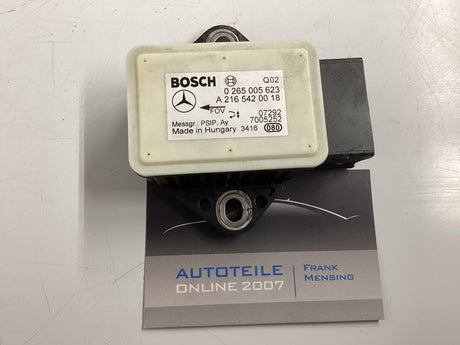 BOSCH Q02
0 265 005 623
A 216 542 00 18
FOV 07292
7005252
Messgr.: PSIP, Ay
Made in Hungary 3416 080
AUTOTEILE
ONLINE 2007
FRANK
MENSING